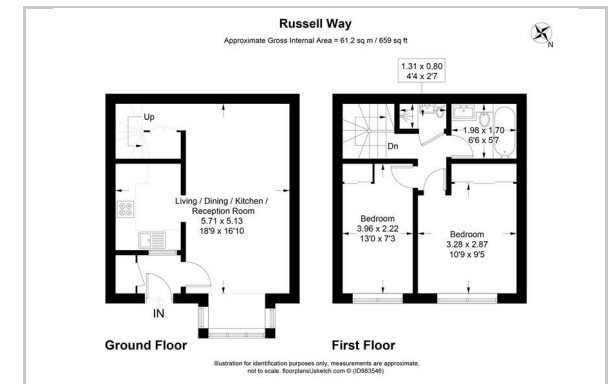 Russell Way
Approximate Gross Internal Area = 61.2 sq m / 659 sq ft
N
1.31 x 0.80
4'4 x 2'7
Up
Living / Dining / Kitchen /
Reception Room
5.71 x 5.13
18'9 x 16'10
IN
Dn
1.98 x 1.70
6'6 x 5'7
Bedroom
3.96 x 2.22
13'0 x 7'3
Bedroom
3.28 x 2.87
10'9 x 9'5
Ground Floor
First Floor
Illustration for identification purposes only, measurements are approximate,
not to scale. floorplansUsketch.com © (ID983546)